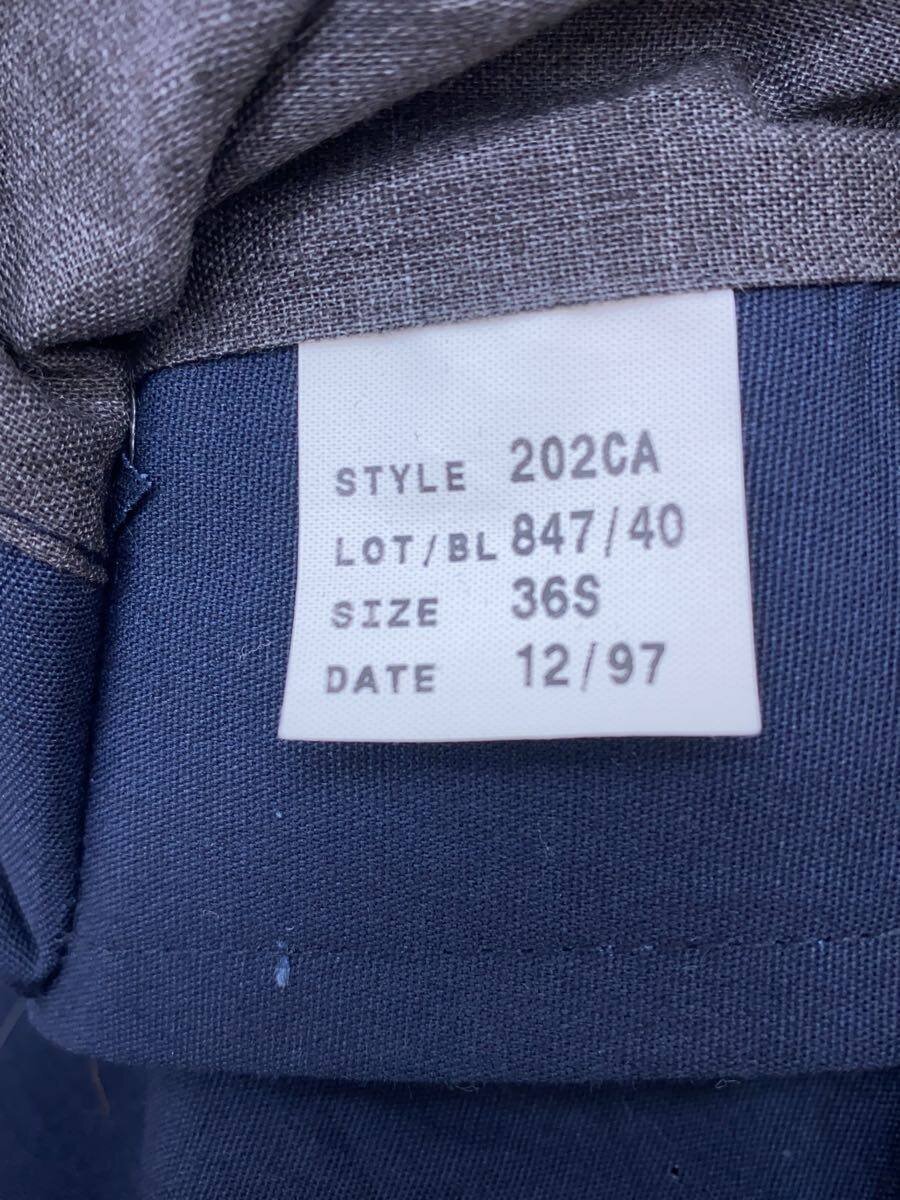 STYLE 202CA
LOT/BL 847/40
SIZE 36S
DATE 12/97